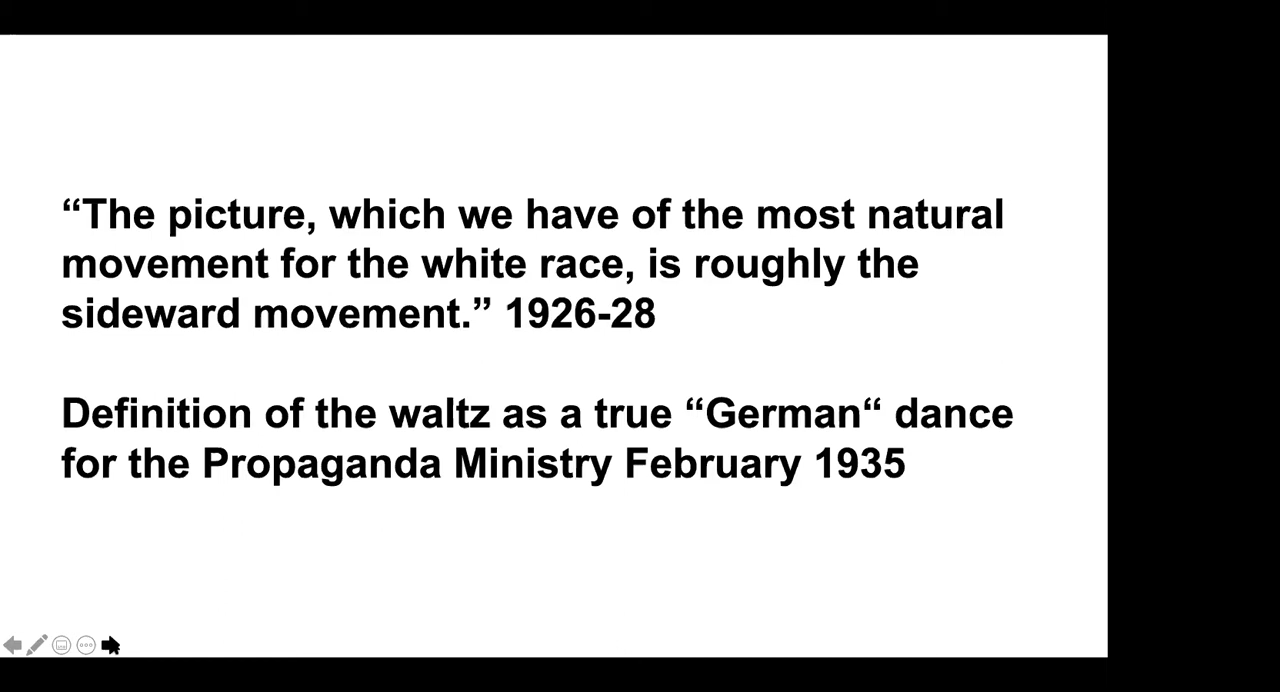 “The picture, which we have of the most natural
movement for the white race, is roughly the
sideward movement.” 1926-28
Definition of the waltz as a true “German“ dance
for the Propaganda Ministry February 1935